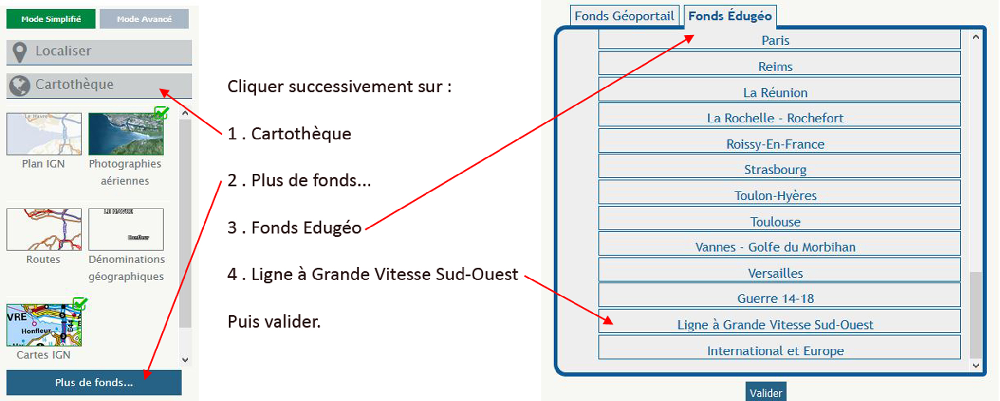 Mode Simplifié
Mode Avancé
Localiser
Cartothèque
Le Havre
Plan IGN
Photographies
aériennes
LE HAVRE
Honfleur
Routes
Dénominations
géographiques
VRE
Honfleur
E44
Cartes IGN
Plus de fonds...
Cliquer successivement sur :
1 . Cartothèque
2 . Plus de fonds...
3 . Fonds Edugéo
4 . Ligne à Grande Vitesse Sud-Ouest
Puis valider.
Fonds Géoportail
Fonds Édugéo
Paris
Reims
La Réunion
La Rochelle - Rochefort
Roissy-En-France
Strasbourg
Toulon-Hyères
Toulouse
Vannes - Golfe du Morbihan
Versailles
Guerre 14-18
Ligne à Grande Vitesse Sud-Ouest
International et Europe
Valider